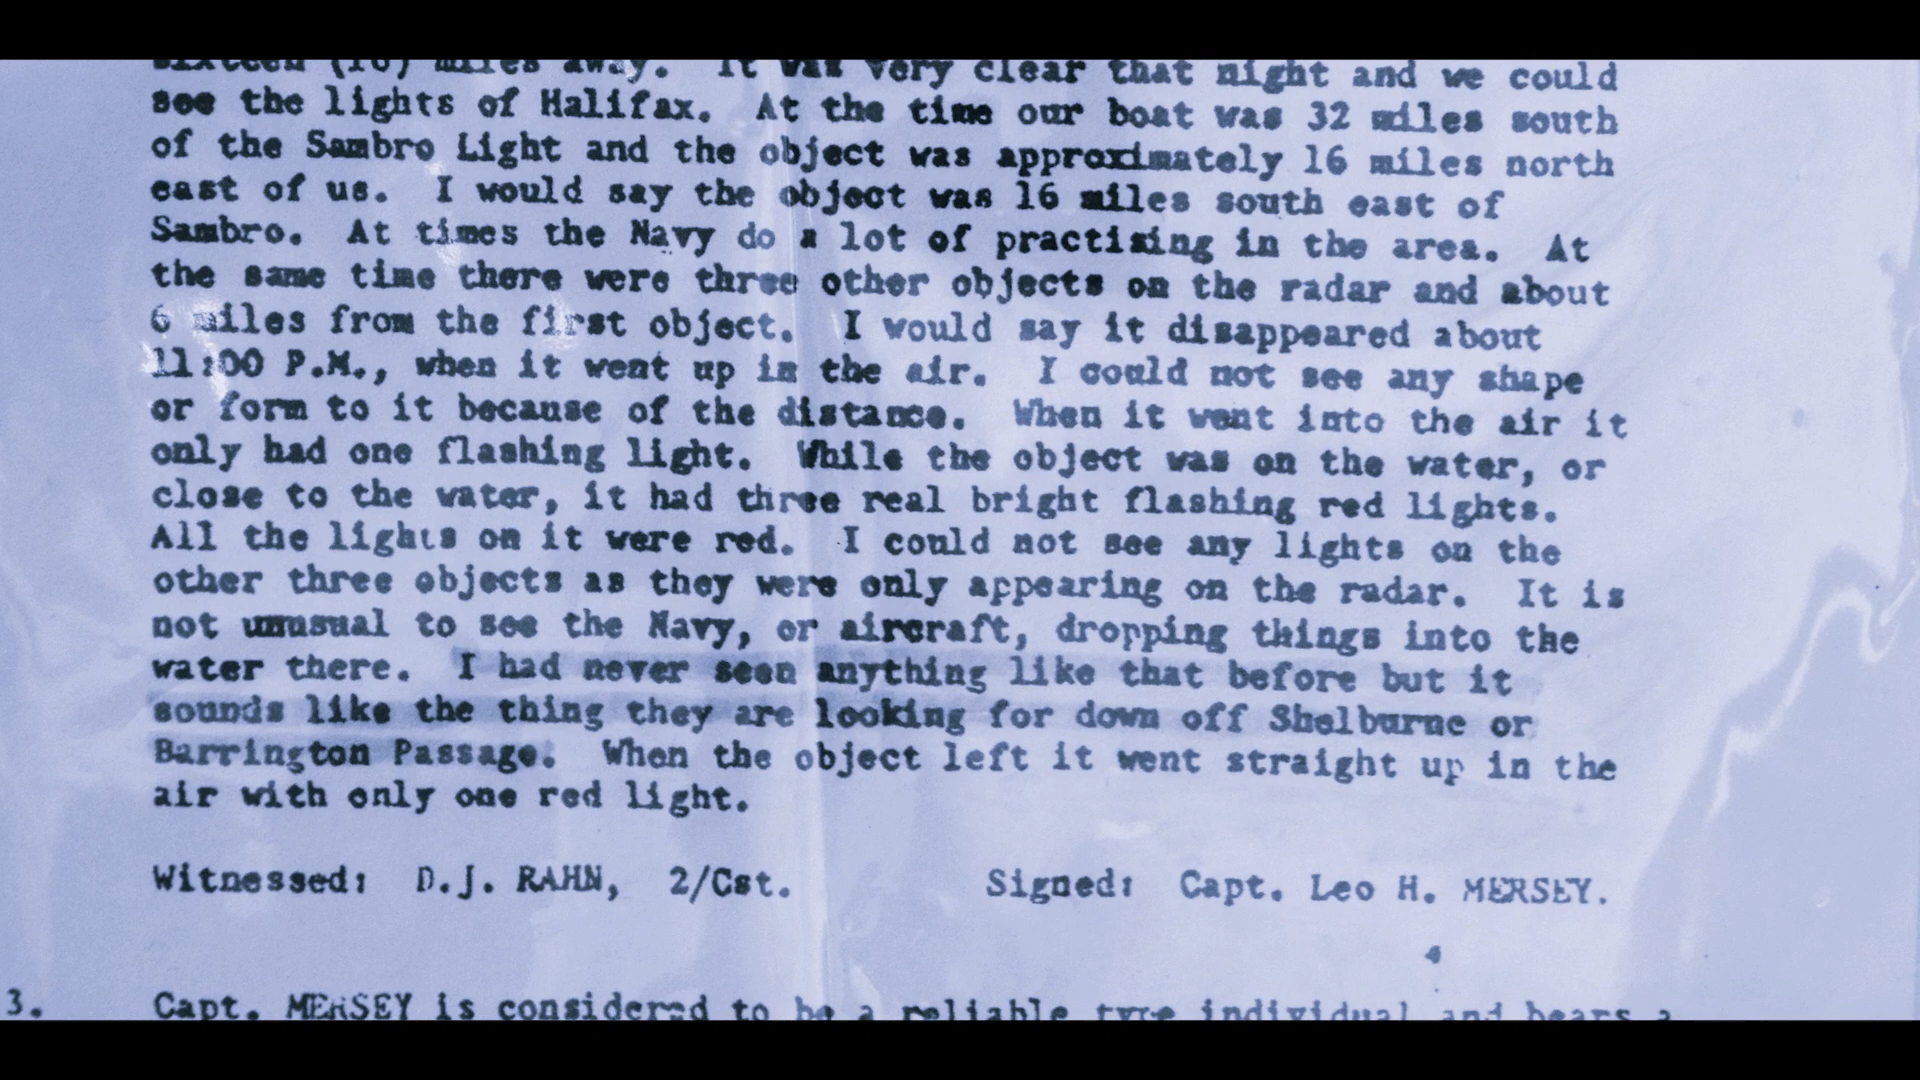 sixteen (16) miles away. It was very clear that night and we could
see the lights of Halifax. At the time our boat was 32 miles south
of the Sambro Light and the object was approximately 16 miles north
east of us. I would say the object was 16 miles south east of
Sambro. At times the Navy do a lot of practising in the area. At
the same time there were three other objects on the radar and about
6 miles from the first object. I would say it disappeared about
11:00 P.M., when it went up in the air. I could not see any shape
or form to it because of the distance. When it went into the air it
only had one flashing light. While the object was on the water, or
close to the water, it had three real bright flashing red lights.
All the lights on it were red. I could not see any lights on the
other three objects as they were only appearing on the radar. It is
not unusual to see the Navy, or aircraft, dropping things into the
water there. I had never seen anything like that before but it
sounds like the thing they are looking for down off Shelburne or
Barrington Passage. When the object left it went straight up in the
air with only one red light.
Witnessed: D.J. RAHN, 2/Cst. Signed: Capt. Leo H. MERSEY.
4
3. Capt. MERSEY is considered to be a reliable type individual and bears a